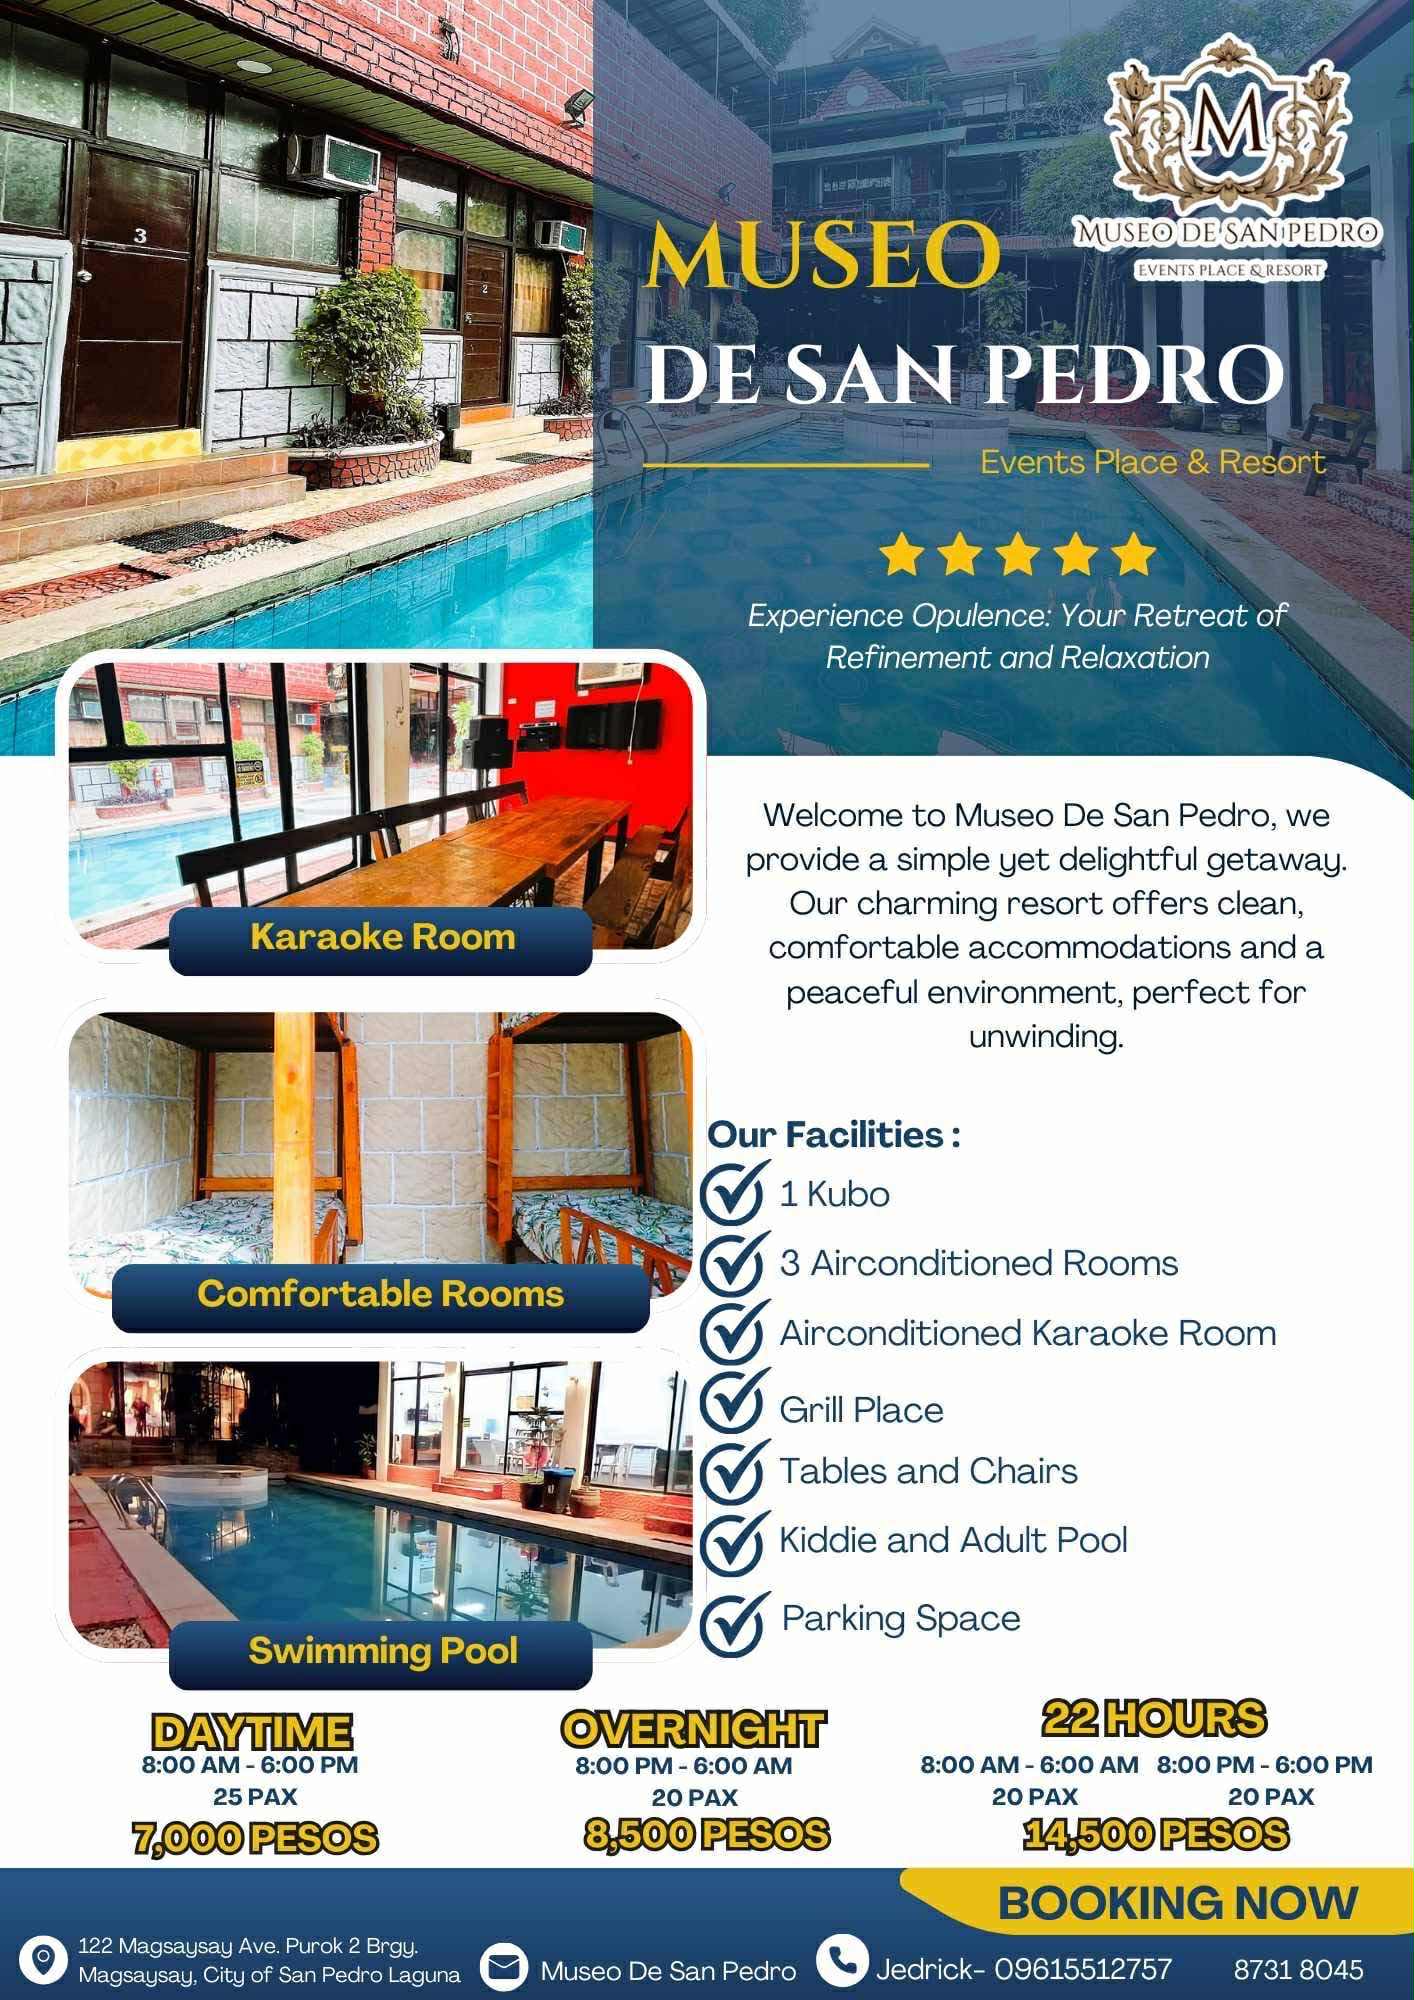 3
2
M
MUSEO DE SAN PEDRO
EVENTS PLACE & RESORT
MUSEO
DE SAN PEDRO
Events Place & Resort
Experience Opulence: Your Retreat of
Refinement and Relaxation
Karaoke Room
Comfortable Rooms
Swimming Pool
Welcome to Museo De San Pedro, we
provide a simple yet delightful getaway.
Our charming resort offers clean,
comfortable accommodations and a
peaceful environment, perfect for
unwinding.
Our Facilities :
1 Kubo
3 Airconditioned Rooms
Airconditioned Karaoke Room
Grill Place
Tables and Chairs
Kiddie and Adult Pool
Parking Space
DAYTIME
8:00 AM - 6:00 PM
25 PAX
7,000 PESOS
OVERNIGHT
8:00 PM - 6:00 AM
20 PAX
8,500 PESOS
22 HOURS
8:00 AM - 6:00 AM 8:00 PM - 6:00 PM
20 PAX 20 PAX
14,500 PESOS
BOOKING NOW
122 Magsaysay Ave. Purok 2 Brgy.
Magsaysay, City of San Pedro Laguna
Museo De San Pedro
Jedrick- 09615512757 8731 8045